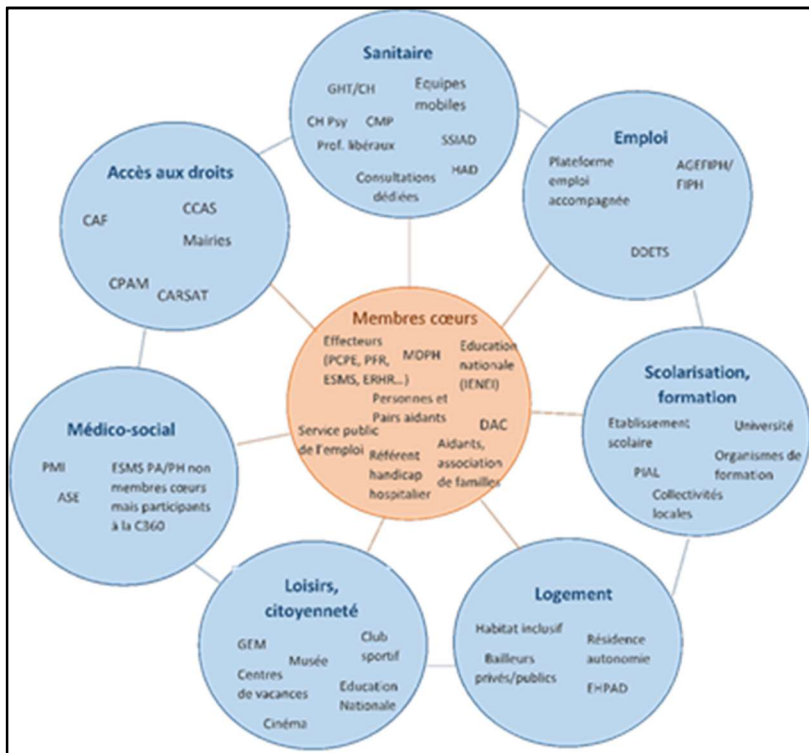 Sanitaire
GHT/CH
Equipes
mobiles
CH Psy
CMP
Prof. libéraux
SSIAD
HAD
Consultations
dédiées
Emploi
Plateforme
emploi
accompagnée
AGEFIPH/
FIPH
DDETS
Accès aux droits
CAF
CCAS
Mairies
CPAM
CARSAT
Membres cœurs
Effecteurs
(PCPE, PFR,
ESMS, ERHR...)
MDPH
Education
nationale
(IENEI)
Personnes et
Pairs aidants
DAC
Service public
de l'emploi
Référent
handicap
hospitalier
Aidants,
association
de familles
Scolarisation,
formation
Etablissement
scolaire
Université
PIAL
Organismes de
formation
Collectivités
locales
Médico-social
PMI
ASE
ESMS PA/PH non
membres cœurs
mais participants
à la C360
Loisirs,
citoyenneté
GEM
Musée
Club
sportif
Centres
de vacances
Education
Nationale
Cinéma
Logement
Habitat inclusif
Résidence
autonomie
Bailleurs
privés/publics
EHPAD